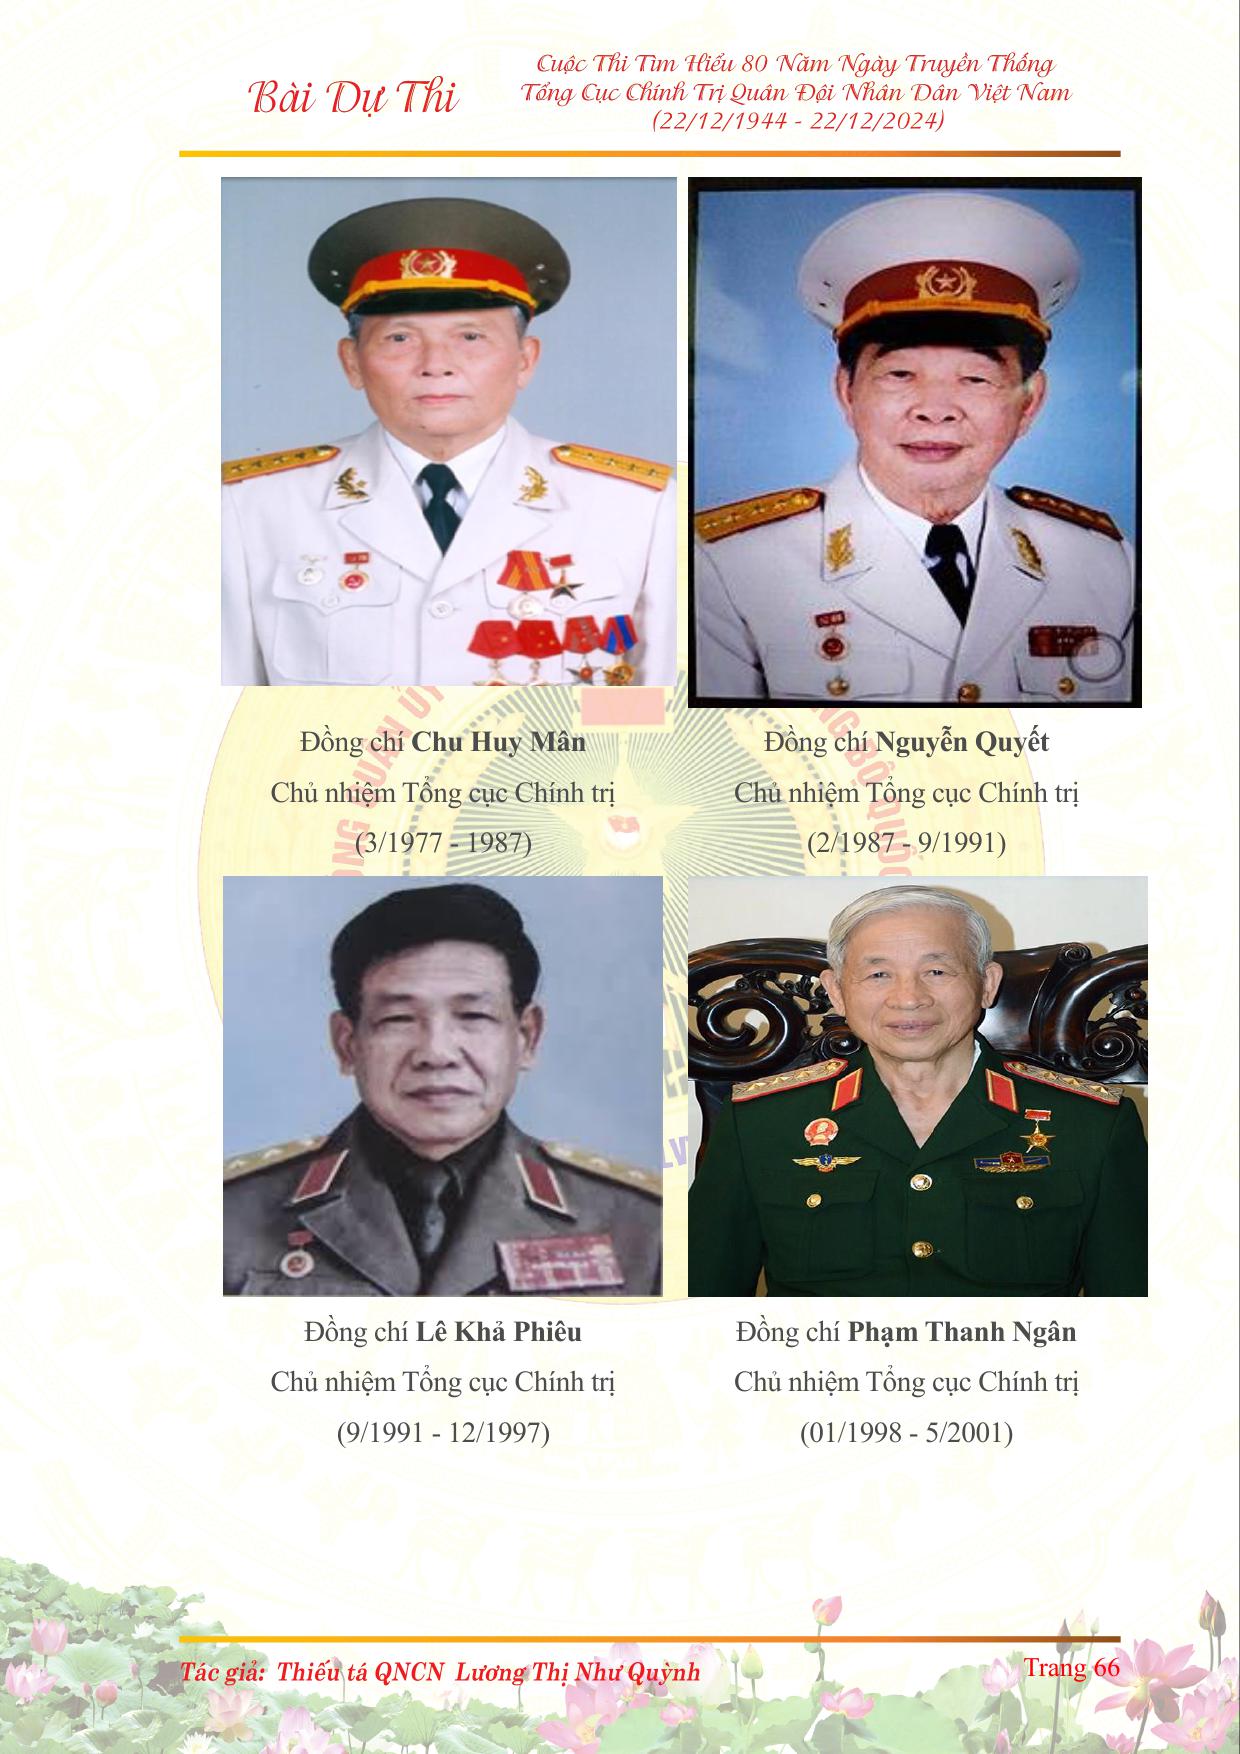 Bài Dự Thi
Cuộc Thi Tìm Hiểu 80 Năm Ngày Truyền Thống
Tổng Cục Chính Trị Quân Đội Nhân Dân Việt Nam
(22/12/1944 - 22/12/2024)
Đồng chí Chu Huy Mân
Chủ nhiệm Tổng cục Chính trị
(3/1977 - 1987)
Đồng chí Nguyễn Quyết
Chủ nhiệm Tổng cục Chính trị
(2/1987 - 9/1991)
Đồng chí Lê Khả Phiêu
Chủ nhiệm Tổng cục Chính trị
(9/1991 - 12/1997)
Đồng chí Phạm Thanh Ngân
Chủ nhiệm Tổng cục Chính trị
(01/1998 - 5/2001)
Tác giả: Thiếu tá QNCN Lương Thị Như Quỳnh
Trang 66